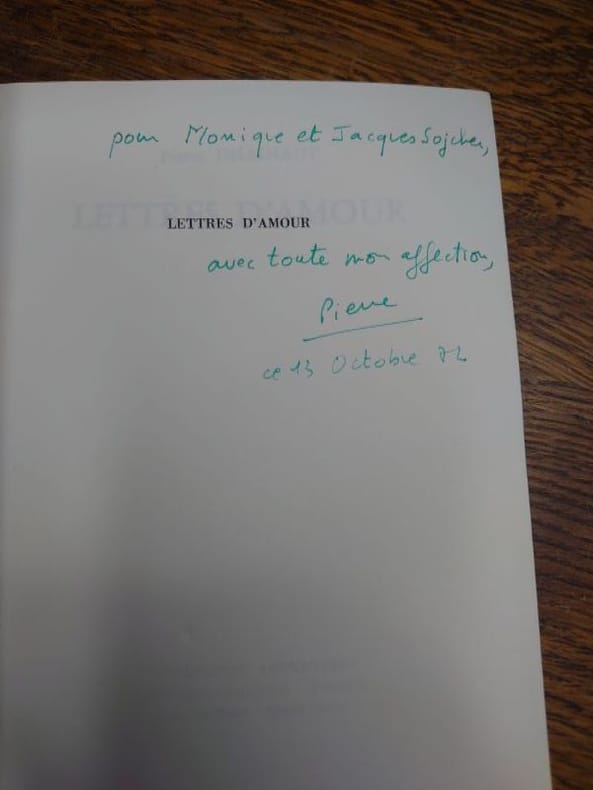 pour Monique et Jacques Sojcher,
LETTRES D'AMOUR
avec toute mon affection,
Pierre
ce 13 Octobre 72